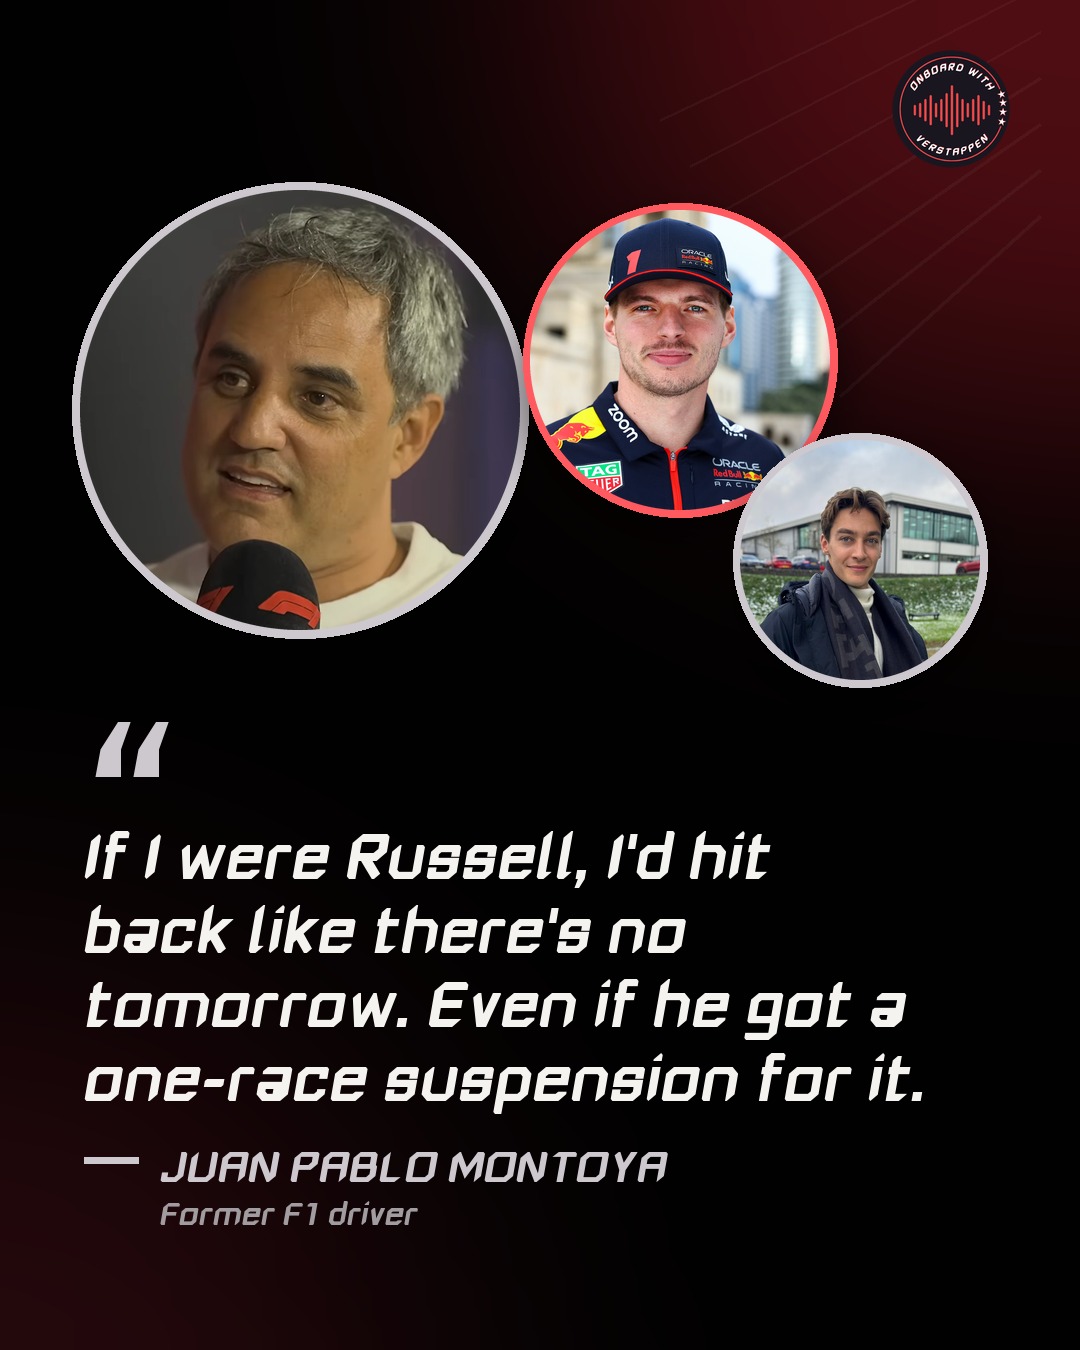 ONBOARD WITH
VERSTAPPEN
1
ORACLE
Red Bull
RACING
zoom
TAG
ORACLE
Red Bull
“
If I were Russell, I'd hit
back like there's no
tomorrow. Even if he got a
one-race suspension for it.
JUAN PABLO MONTOYA
Former F1 driver